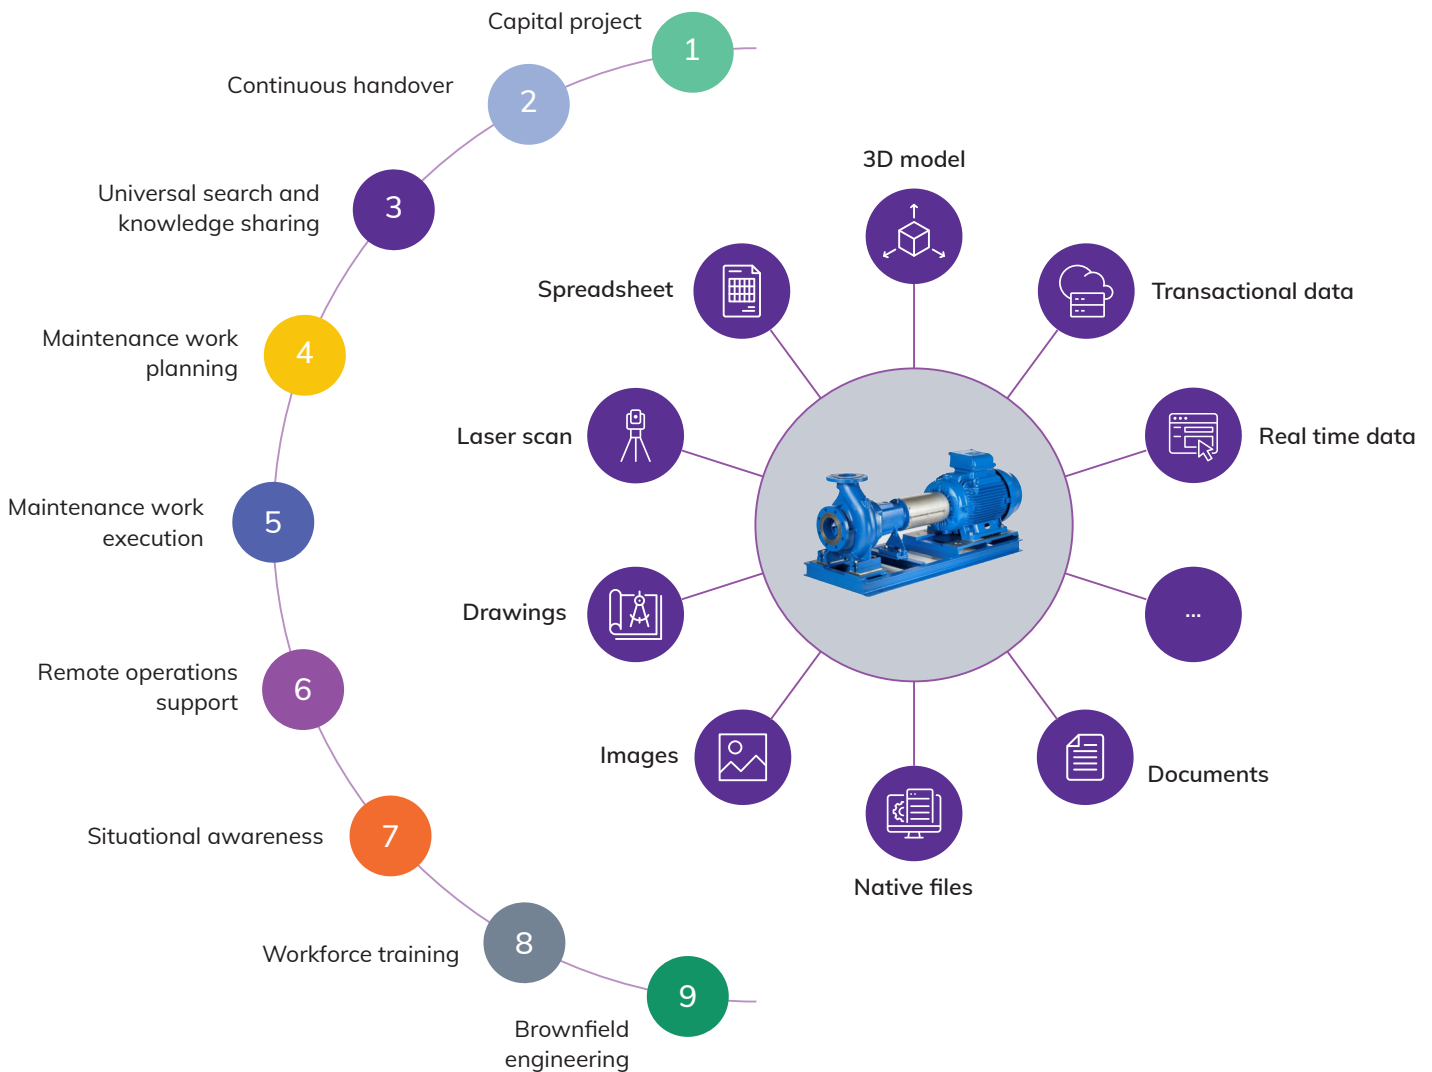 Capital project
1
Continuous handover
2
Universal search and
knowledge sharing
3
Maintenance work
planning
4
Maintenance work
execution
5
Remote operations
support
6
Situational awareness
7
Workforce training
8
Brownfield
engineering
9
3D model
Transactional data
Real time data
...
Documents
Native files
Images
Drawings
Laser scan
Spreadsheet